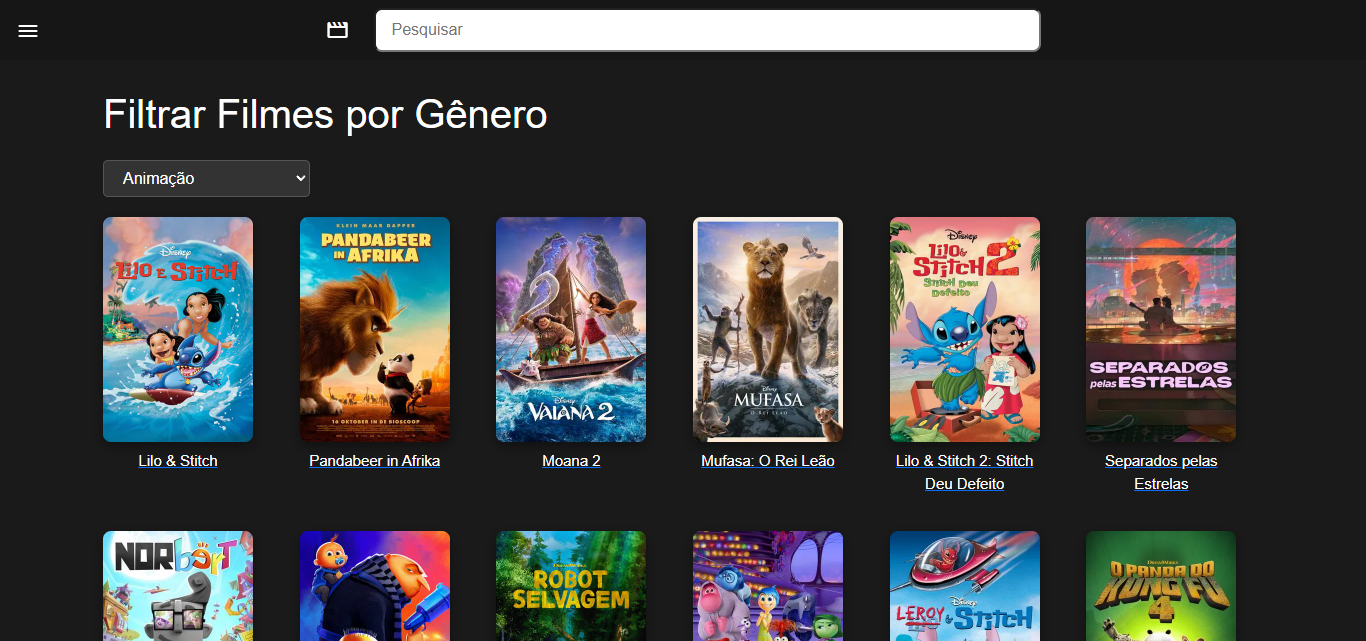 Pesquisar
Filtrar Filmes por Gênero
Animação
Disney
LILO E STITCH
KLEIN MAAR DAPPER
PANDABEER
IN AFRIKA
16 OKTOBER IN DE BIOSCOOP
Disney
VAIANA 2
Disney
MUFASA
O REI LEÃO
Disney
LILO &
STITCH 2
STITCH DEU
DEFEITO
SEPARADOS
pelas ESTRELAS
Lilo & Stitch
Pandabeer in Afrika
Moana 2
Mufasa: O Rei Leão
Lilo & Stitch 2: Stitch
Deu Defeito
Separados pelas
Estrelas
NORBERT
ROBOT
SELVAGEM
Disney
LEROY & STITCH
DREAMWORKS
O PANDA DO
KUNG FU
4